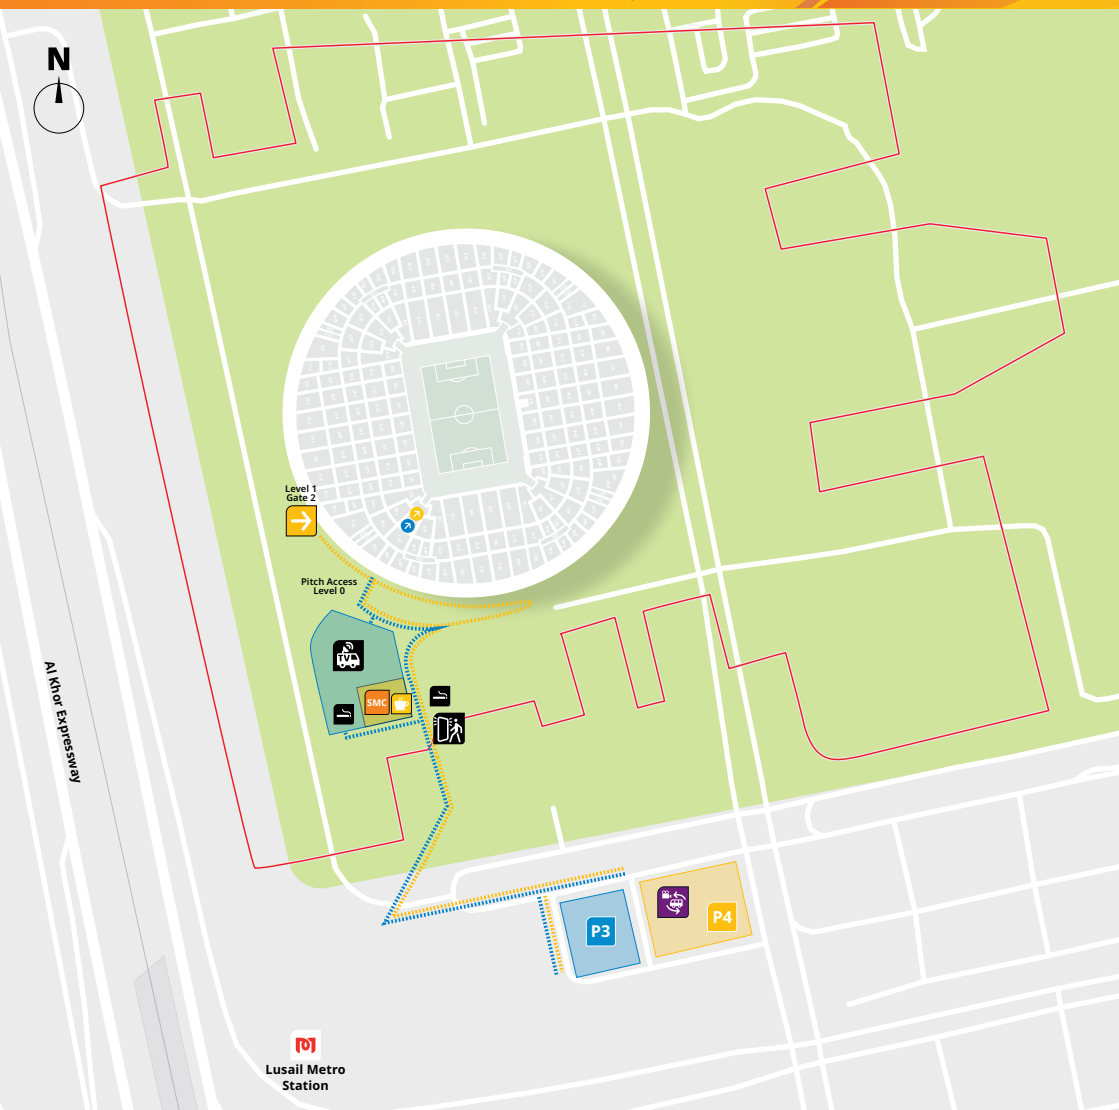 N
Level 1
Gate 2
Pitch Access
Level 0
TV
SMC
Al Khor Expressway
P3
P4
Lusail Metro
Station